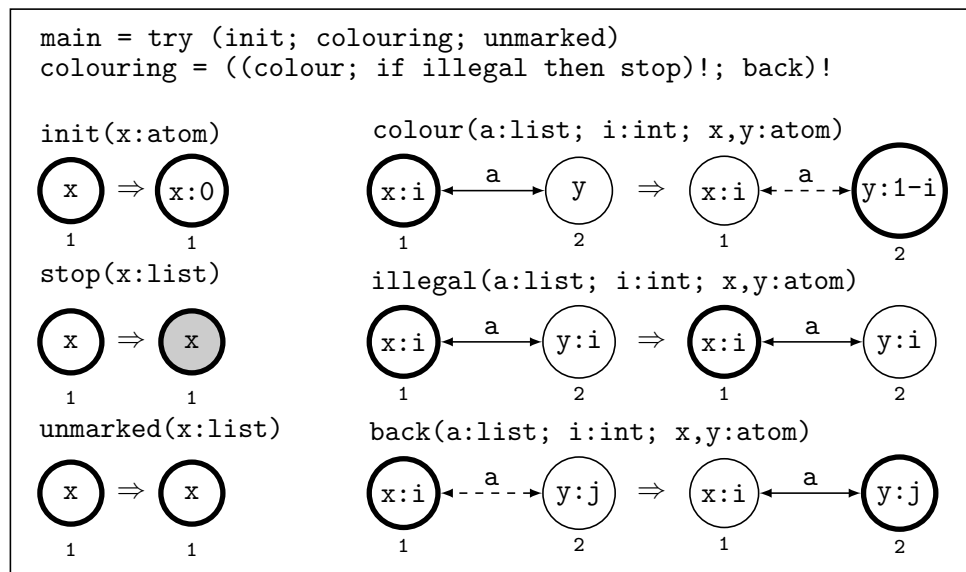 main = try (init; colouring; unmarked)
colouring = ((colour; if illegal then stop)!; back)!
init(x:atom)
x ⇒ x:0
1 1
colour(a:list; i:int; x,y:atom)
x:i a y ⇒ x:i a y:1-i
1 2 1 2
stop(x:list)
x ⇒ x
1 1
illegal(a:list; i:int; x,y:atom)
x:i a y:i ⇒ x:i a y:i
1 2 1 2
unmarked(x:list)
x ⇒ x
1 1
back(a:list; i:int; x,y:atom)
x:i a y:j ⇒ x:i a y:j
1 2 1 2